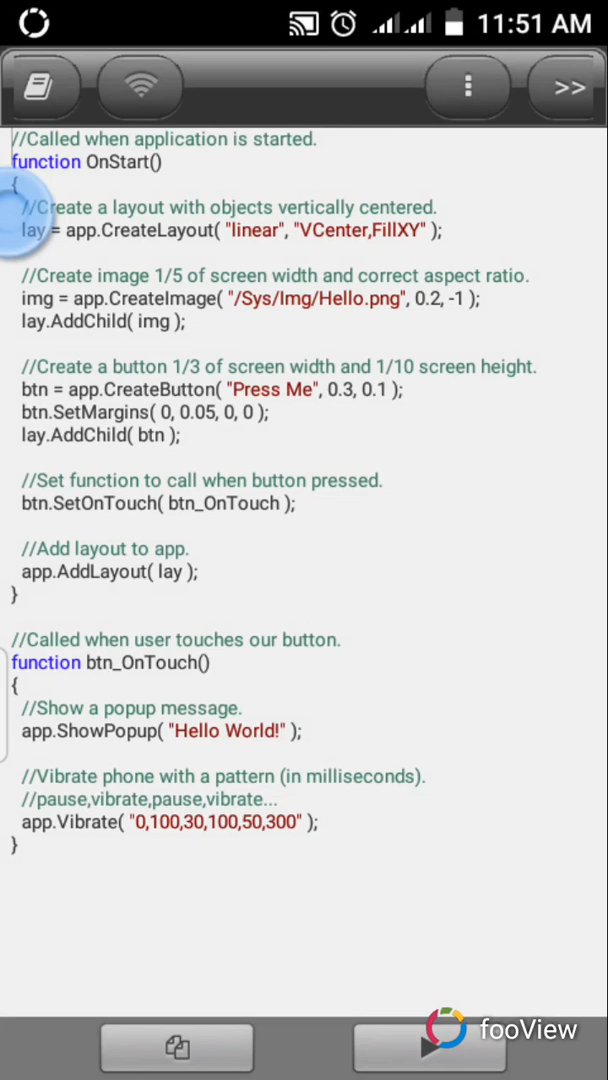 11:51 AM
>>
//Called when application is started.
function OnStart()
{
//Create a layout with objects vertically centered.
lay = app.CreateLayout( "linear", "VCenter,FillXY" );
//Create image 1/5 of screen width and correct aspect ratio.
img = app.CreateImage( "/Sys/Img/Hello.png", 0.2, -1 );
lay.AddChild( img );
//Create a button 1/3 of screen width and 1/10 screen height.
btn = app.CreateButton( "Press Me", 0.3, 0.1 );
btn.SetMargins( 0, 0.05, 0, 0 );
lay.AddChild( btn );
//Set function to call when button pressed.
btn.SetOnTouch( btn_OnTouch );
//Add layout to app.
app.AddLayout( lay );
}
//Called when user touches our button.
function btn_OnTouch()
{
//Show a popup message.
app.ShowPopup( "Hello World!" );
//Vibrate phone with a pattern (in milliseconds).
//pause,vibrate,pause,vibrate...
app.Vibrate( "0,100,30,100,50,300" );
}
fooView